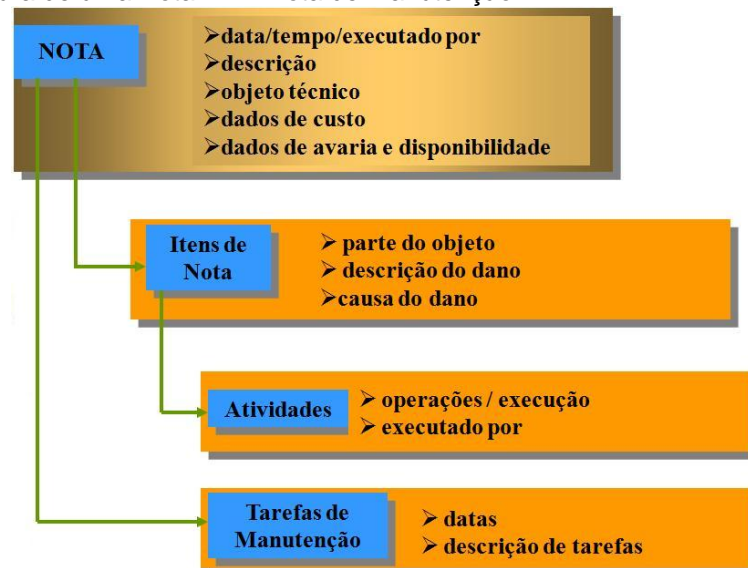 NOTA
➢data/tempo/executado por
➢descrição
➢objeto técnico
➢dados de custo
➢dados de avaria e disponibilidade
Itens de
Nota
➢ parte do objeto
➢ descrição do dano
➢causa do dano
Atividades
➢ operações / execução
➢ executado por
Tarefas de
Manutenção
➢ datas
➢ descrição de tarefas